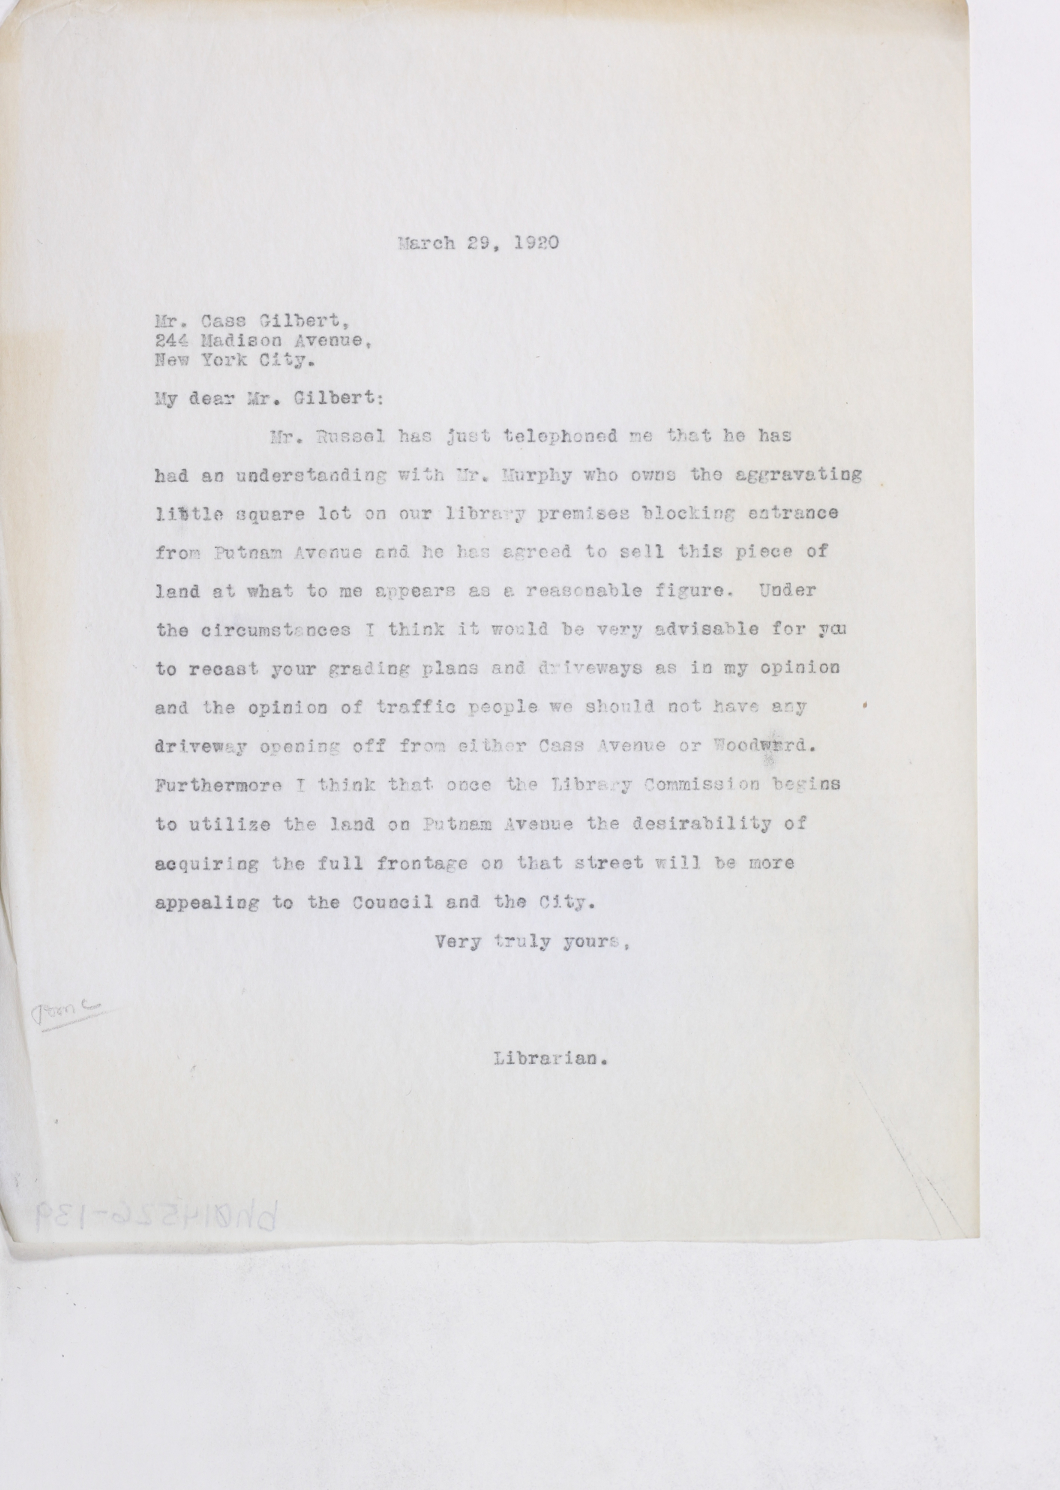 March 29, 1920
Mr. Cass Gilbert,
244 Madison Avenue,
New York City.
My dear Mr. Gilbert:
Mr. Russel has just telephoned me that he has
had an understanding with Mr. Murphy who owns the aggravating
little square lot on our library premises blocking entrance
from Putnam Avenue and he has agreed to sell this piece of
land at what to me appears as a reasonable figure. Under
the circumstances I think it would be very advisable for you
to recast your grading plans and driveways as in my opinion
and the opinion of traffic people we should not have any
driveway opening off from either Cass Avenue or Woodward.
Furthermore I think that once the Library Commission begins
to utilize the land on Putnam Avenue the desirability of
acquiring the full frontage on that street will be more
appealing to the Council and the City.
Very truly yours,
Librarian.
bh014526-139